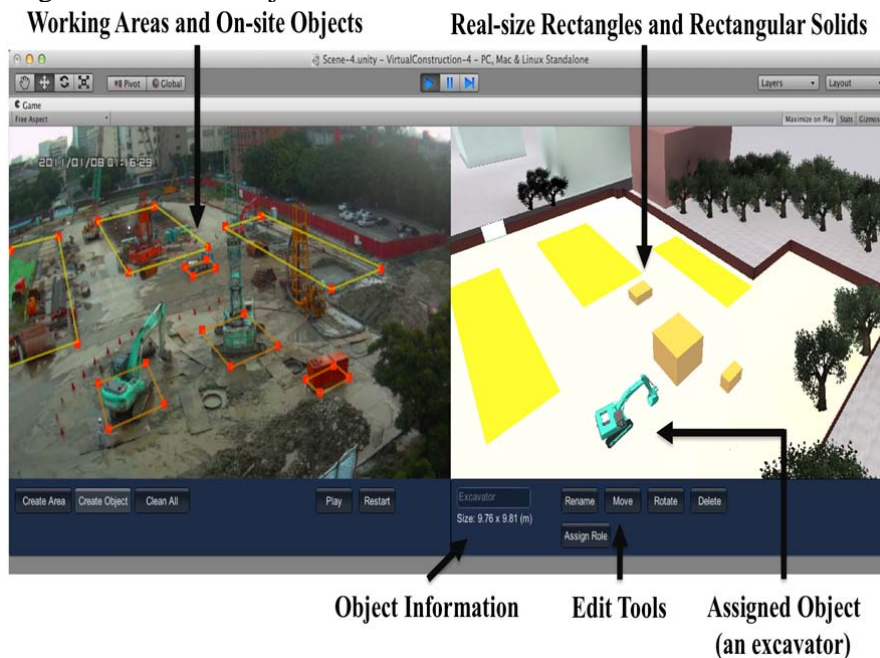 Working Areas and On-site Objects
Real-size Rectangles and Rectangular Solids
Scene-4.unity - VirtualConstruction-4 - PC, Mac & Linux Standalone
Pivot Global Layers Layout
Game
Free Aspect Maximize on Play Stats Gizmos
2011/01/08 01:16:29
Create Area Create Object Clean All Play Restart
Excavator Rename Move Rotate Delete
Size: 9.76 x 9.81 (m)
Assign Role
Object Information Edit Tools Assigned Object
(an excavator)